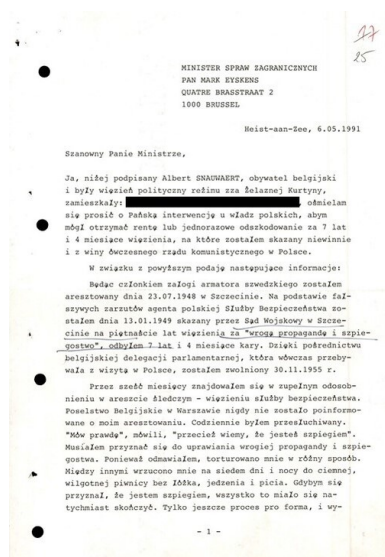 17
25
MINISTER SPRAW ZAGRANICZNYCH
PAN MARK EYSKENS
QUATRE BRASSTRAAT 2
1000 BRUSSEL
Heist-aan-Zee, 6.05.1991
Szanowny Panie Ministrze,
Ja, niżej podpisany Albert SNAUWAERT, obywatel belgijski
i były więzień polityczny reżimu zza Żelaznej Kurtyny,
zamieszkały: , ośmielam
się prosić o Pańską interwencję u władz polskich, abym
mógł otrzymać rentę lub jednorazowe odszkodowanie za 7 lat
i 4 miesiące więzienia, na które zostałem skazany niewinnie
i z winy ówczesnego rządu komunistycznego w Polsce.
W związku z powyższym podaję następujące informacje:
Będąc członkiem załogi armatora szwedzkiego zostałem
aresztowany dnia 23.07.1948 w Szczecinie. Na podstawie fał-
szywych zarzutów agenta polskiej Służby Bezpieczeństwa zo-
stałem dnia 13.01.1949 skazany przez Sąd Wojskowy w Szcze-
cinie na piętnaście lat więzienia za "wrogą propagandę i szpie-
gostwo", odbyłem 7 lat i 4 miesiące kary. Dzięki pośrednictwu
belgijskiej delegacji parlamentarnej, która wówczas przeby-
wała z wizytą w Polsce, zostałem zwolniony 30.11.1955 r.
Przez sześć miesięcy znajdowałem się w zupełnym odosob-
nieniu w areszcie śledczym - więzieniu służby bezpieczeństwa.
Poselstwo Belgijskie w Warszawie nigdy nie zostało poinformo-
wane o moim aresztowaniu. Codziennie byłem przesłuchiwany.
"Mów prawdę", mówili, "przecież wiemy, że jesteś szpiegiem".
Musiałem przyznać się do uprawiania wrogiej propagandy i szpie-
gostwa. Ponieważ odmawiałem, torturowano mnie w różny sposób.
Między innymi wrzucono mnie na siedem dni i nocy do ciemnej,
wilgotnej piwnicy bez łóżka, jedzenia i picia. Gdybym się
przyznał, że jestem szpiegiem, wszystko to miało się na-
tychmiast skończyć. Tylko jeszcze proces pro forma, i wy-
- 1 -